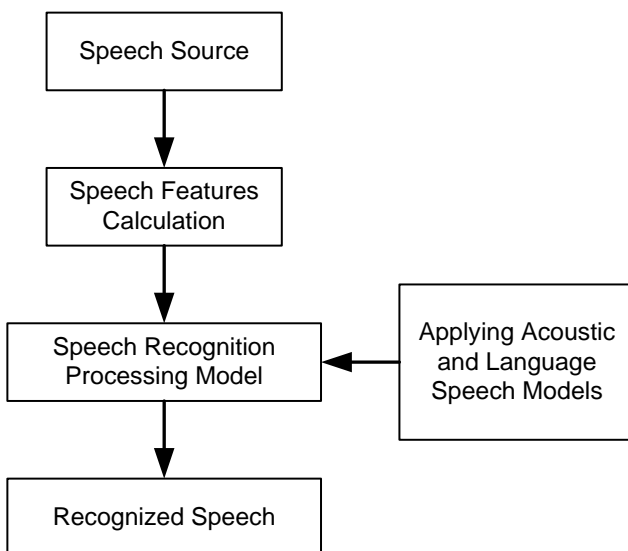 Speech Source
Speech Features
Calculation
Speech Recognition
Processing Model
Applying Acoustic
and Language
Speech Models
Recognized Speech